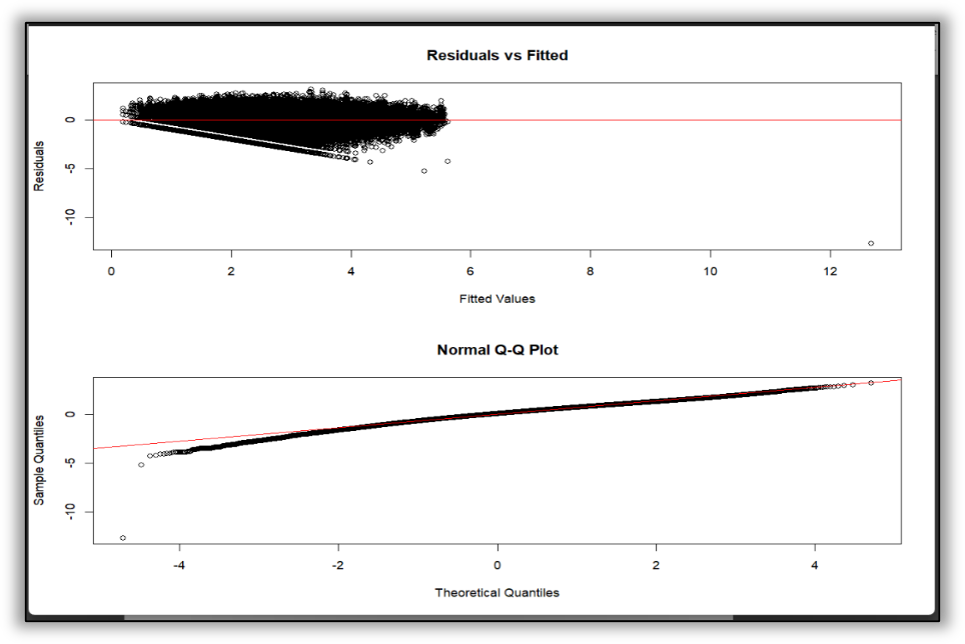 Residuals vs Fitted
Residuals
0
-5
-10
0 2 4 6 8 10 12
Fitted Values
Normal Q-Q Plot
Sample Quantiles
0
-5
-10
-4 -2 0 2 4
Theoretical Quantiles